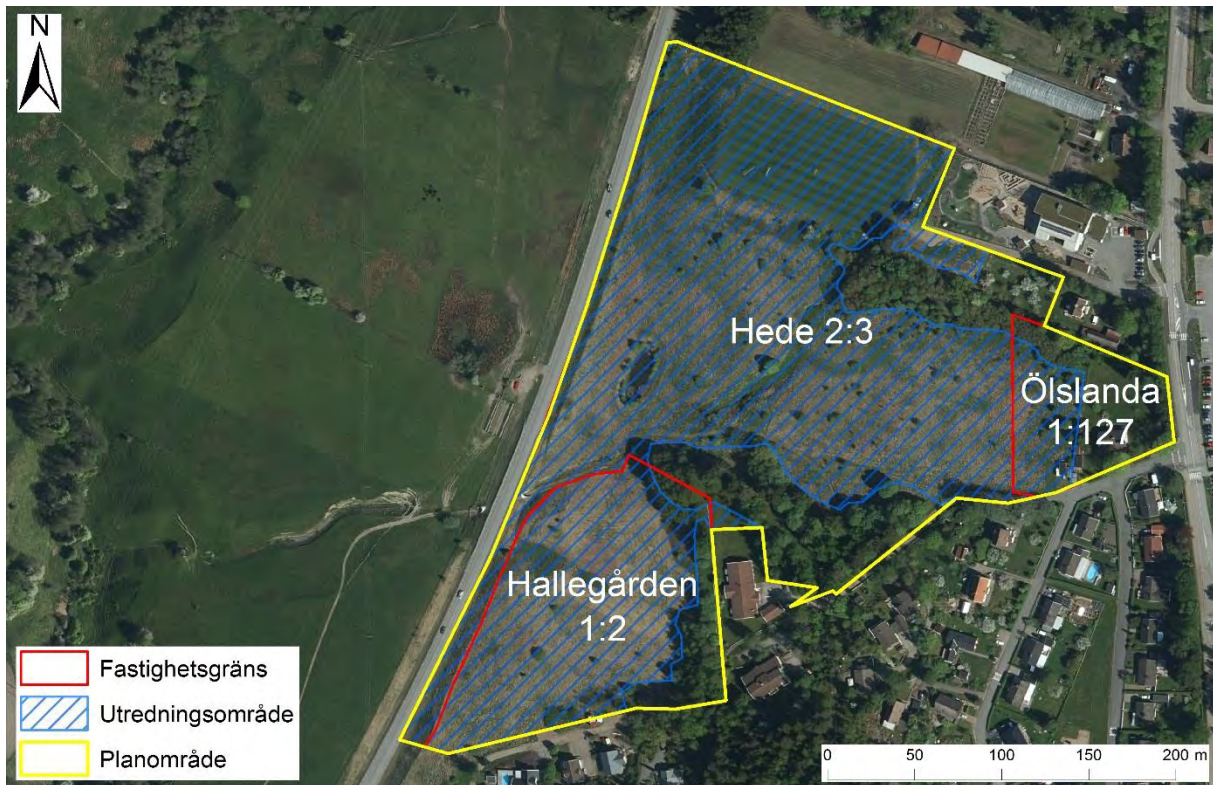 N
Hede 2:3
Ölslanda
1:127
Hallegården
1:2
Fastighetsgräns
Utredningsområde
Planområde
0 50 100 150 200 m